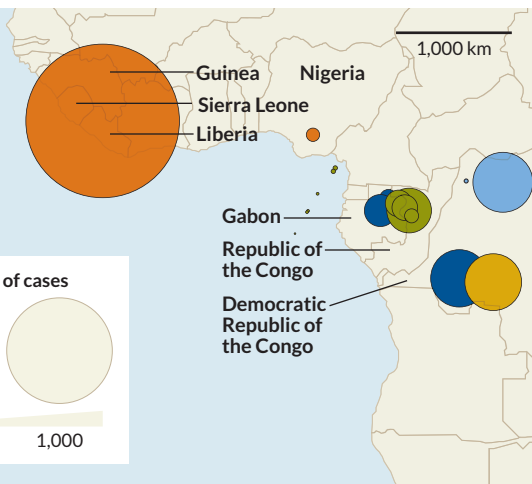 1,000 km
Guinea
Nigeria
Sierra Leone
Liberia
Gabon
Republic of
the Congo
Democratic
Republic of
the Congo
of cases
1,000